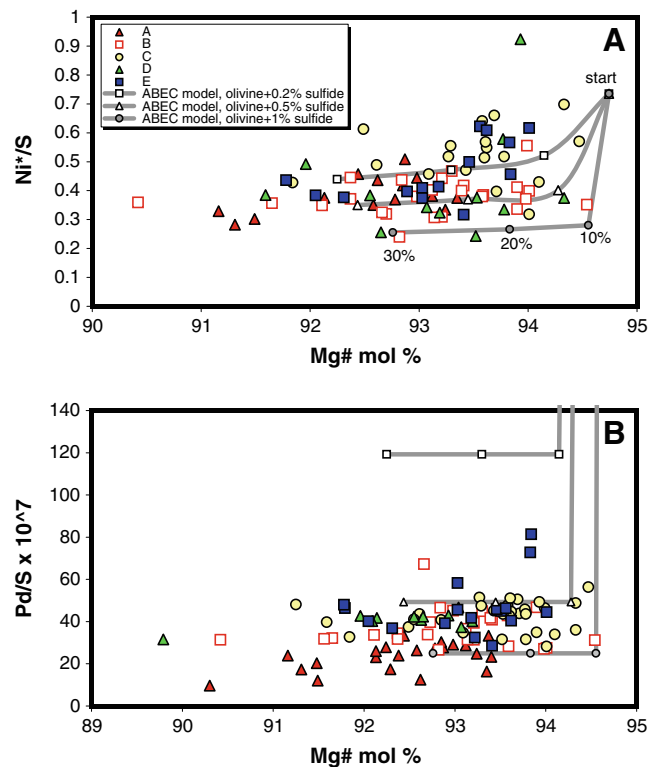 A
1
0.9
0.8
0.7
0.6
0.5
0.4
0.3
0.2
0.1
0
Ni*/S
A
B
C
D
E
ABEC model, olivine+0.2% sulfide
ABEC model, olivine+0.5% sulfide
ABEC model, olivine+1% sulfide
start
30%
20%
10%
90 91 92 93 94 95
Mg# mol %
B
140
120
100
80
60
40
20
0
Pd/S x 10^7
89 90 91 92 93 94 95
Mg# mol %